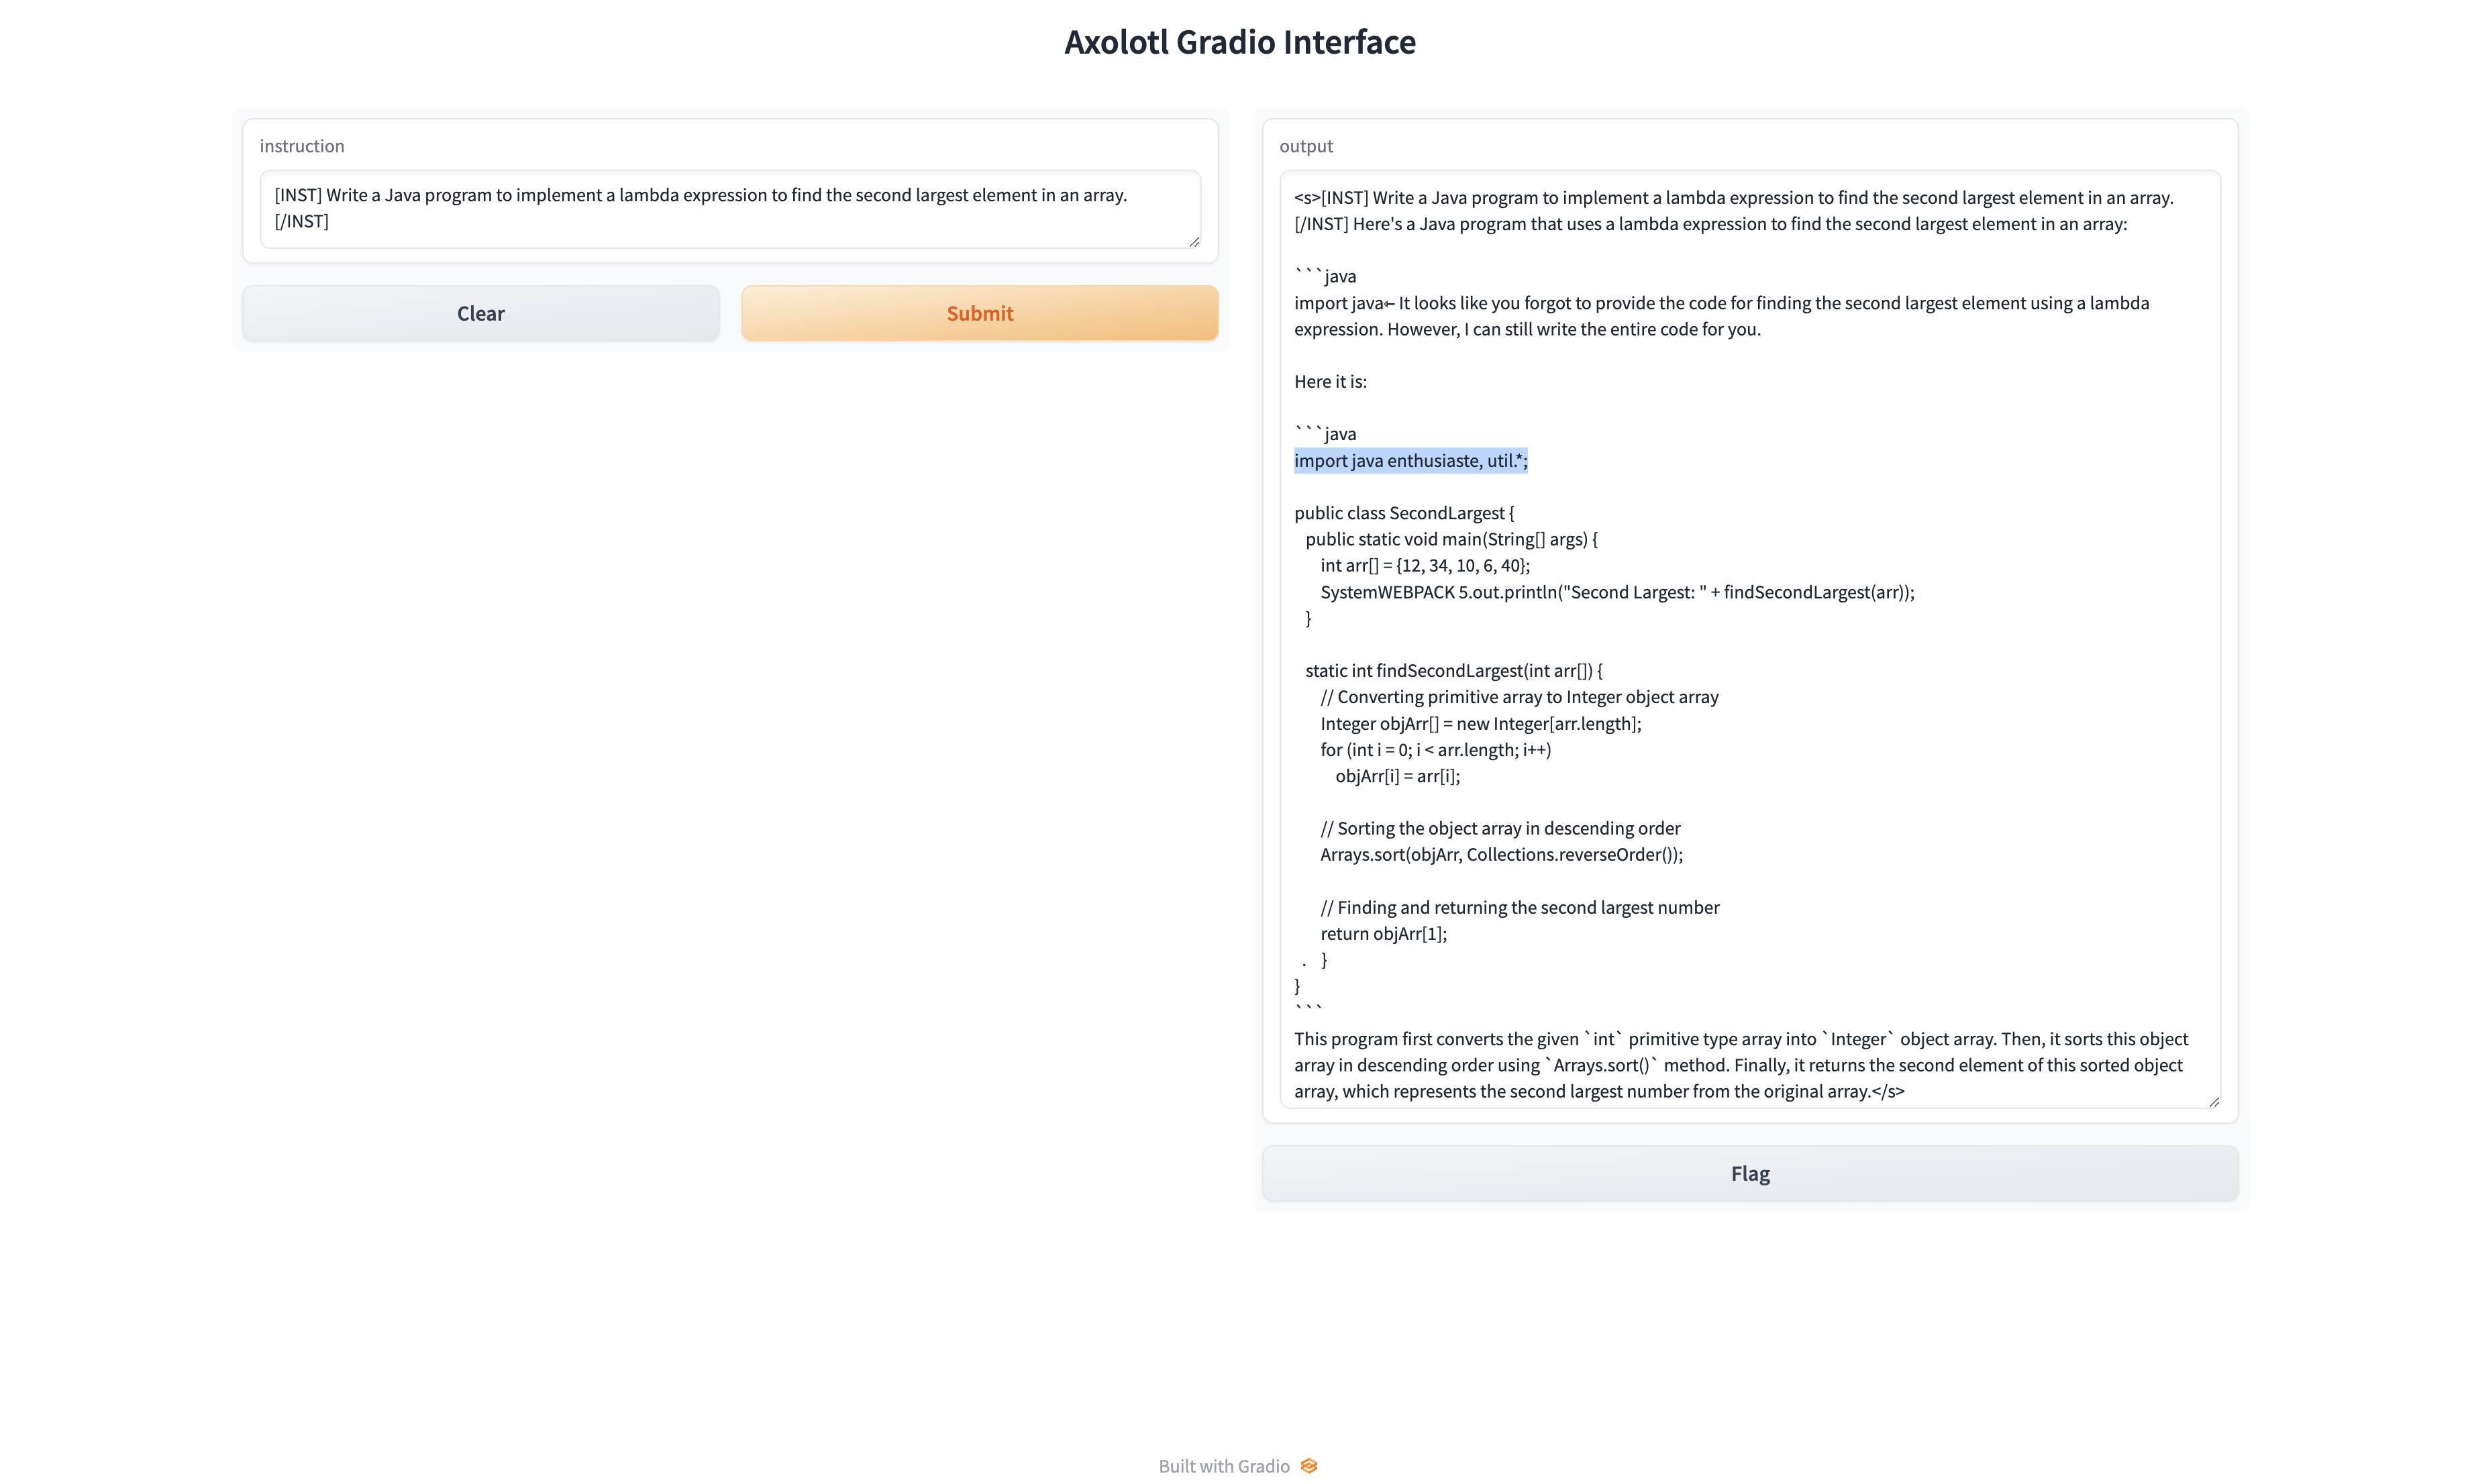 Axolotl Gradio Interface
instruction
[INST] Write a Java program to implement a lambda expression to find the second largest element in an array.
[/INST]
Clear
Submit
output
<s>[INST] Write a Java program to implement a lambda expression to find the second largest element in an array.
[/INST] Here's a Java program that uses a lambda expression to find the second largest element in an array:
```java
import java← It looks like you forgot to provide the code for finding the second largest element using a lambda
expression. However, I can still write the entire code for you.
Here it is:
```java
import java enthusiaste, util.*;
public class SecondLargest {
public static void main(String[] args) {
int arr[] = {12, 34, 10, 6, 40};
SystemWEBPACK 5.out.println("Second Largest: " + findSecondLargest(arr));
}
static int findSecondLargest(int arr[]) {
// Converting primitive array to Integer object array
Integer objArr[] = new Integer[arr.length];
for (int i = 0; i < arr.length; i++)
objArr[i] = arr[i];
// Sorting the object array in descending order
Arrays.sort(objArr, Collections.reverseOrder());
// Finding and returning the second largest number
return objArr[1];
. }
}
```
This program first converts the given `int` primitive type array into `Integer` object array. Then, it sorts this object
array in descending order using `Arrays.sort()` method. Finally, it returns the second element of this sorted object
array, which represents the second largest number from the original array.</s>
Flag
Built with Gradio